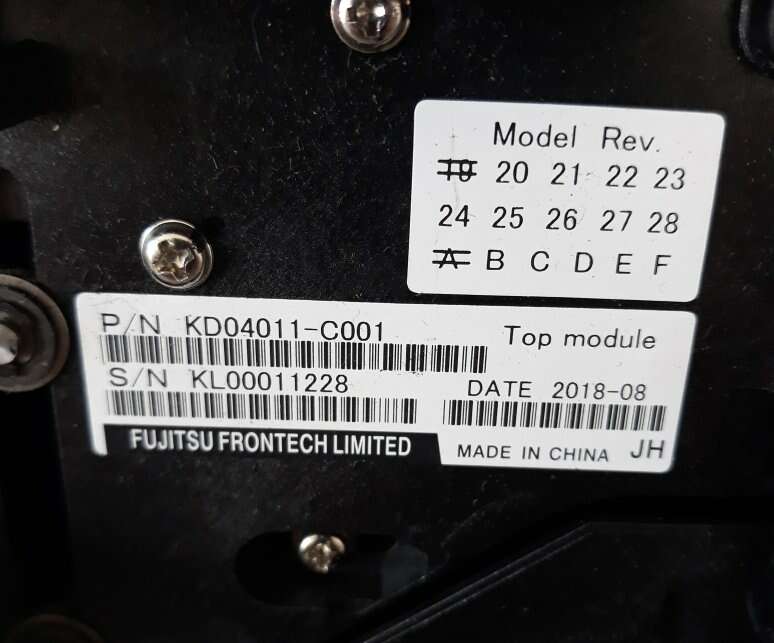 Model Rev.
19 20 21 22 23
24 25 26 27 28
A B C D E F
P/N KD04011-C001
Top module
S/N KL00011228
DATE 2018-08
FUJITSU FRONTECH LIMITED
MADE IN CHINA JH